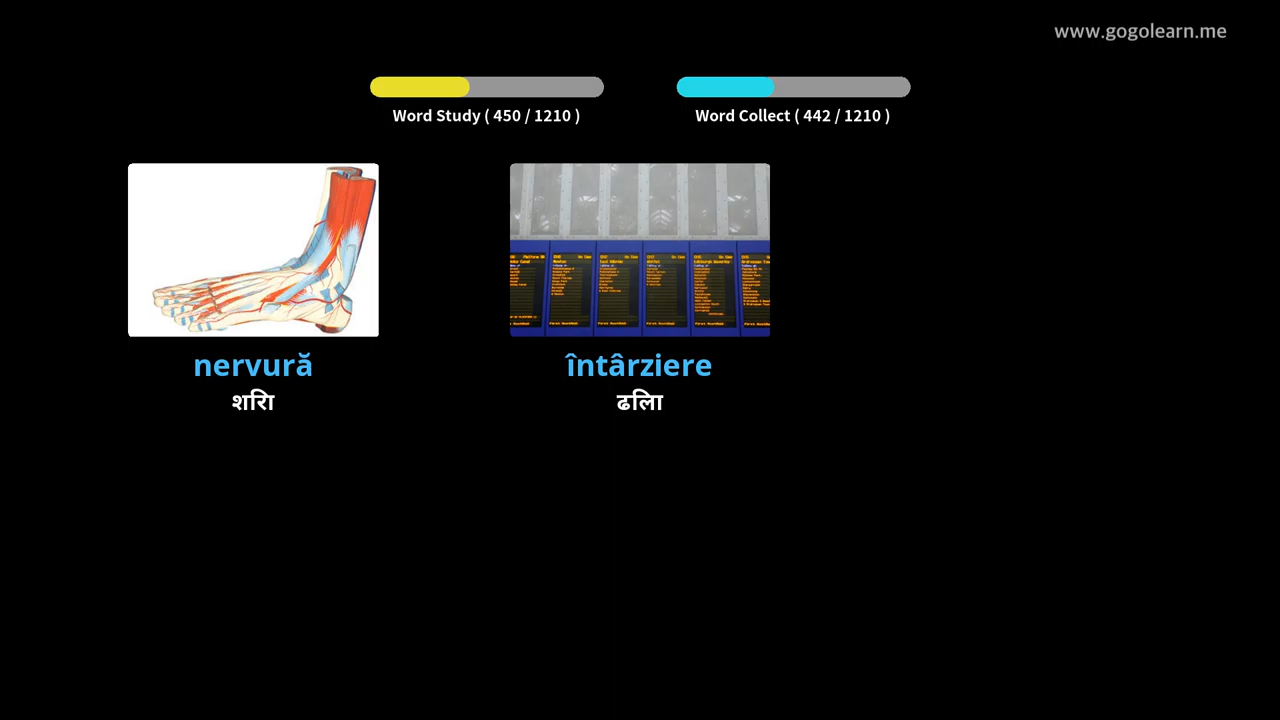 www.gogolearn.me
Word Study ( 450 / 1210 )
Word Collect ( 442 / 1210 )
nervură
întârziere
शरिा
ढलिा